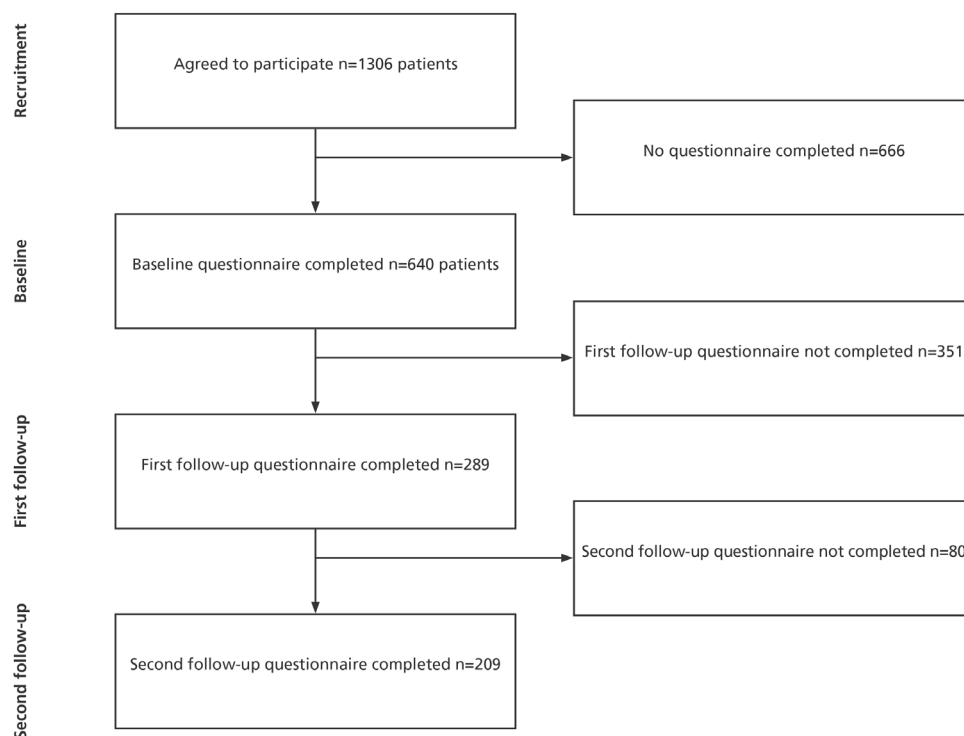 Recruitment
Agreed to participate n=1306 patients
No questionnaire completed n=666
Baseline
Baseline questionnaire completed n=640 patients
First follow-up questionnaire not completed n=351
First follow-up
First follow-up questionnaire completed n=289
Second follow-up questionnaire not completed n=80
Second follow-up
Second follow-up questionnaire completed n=209